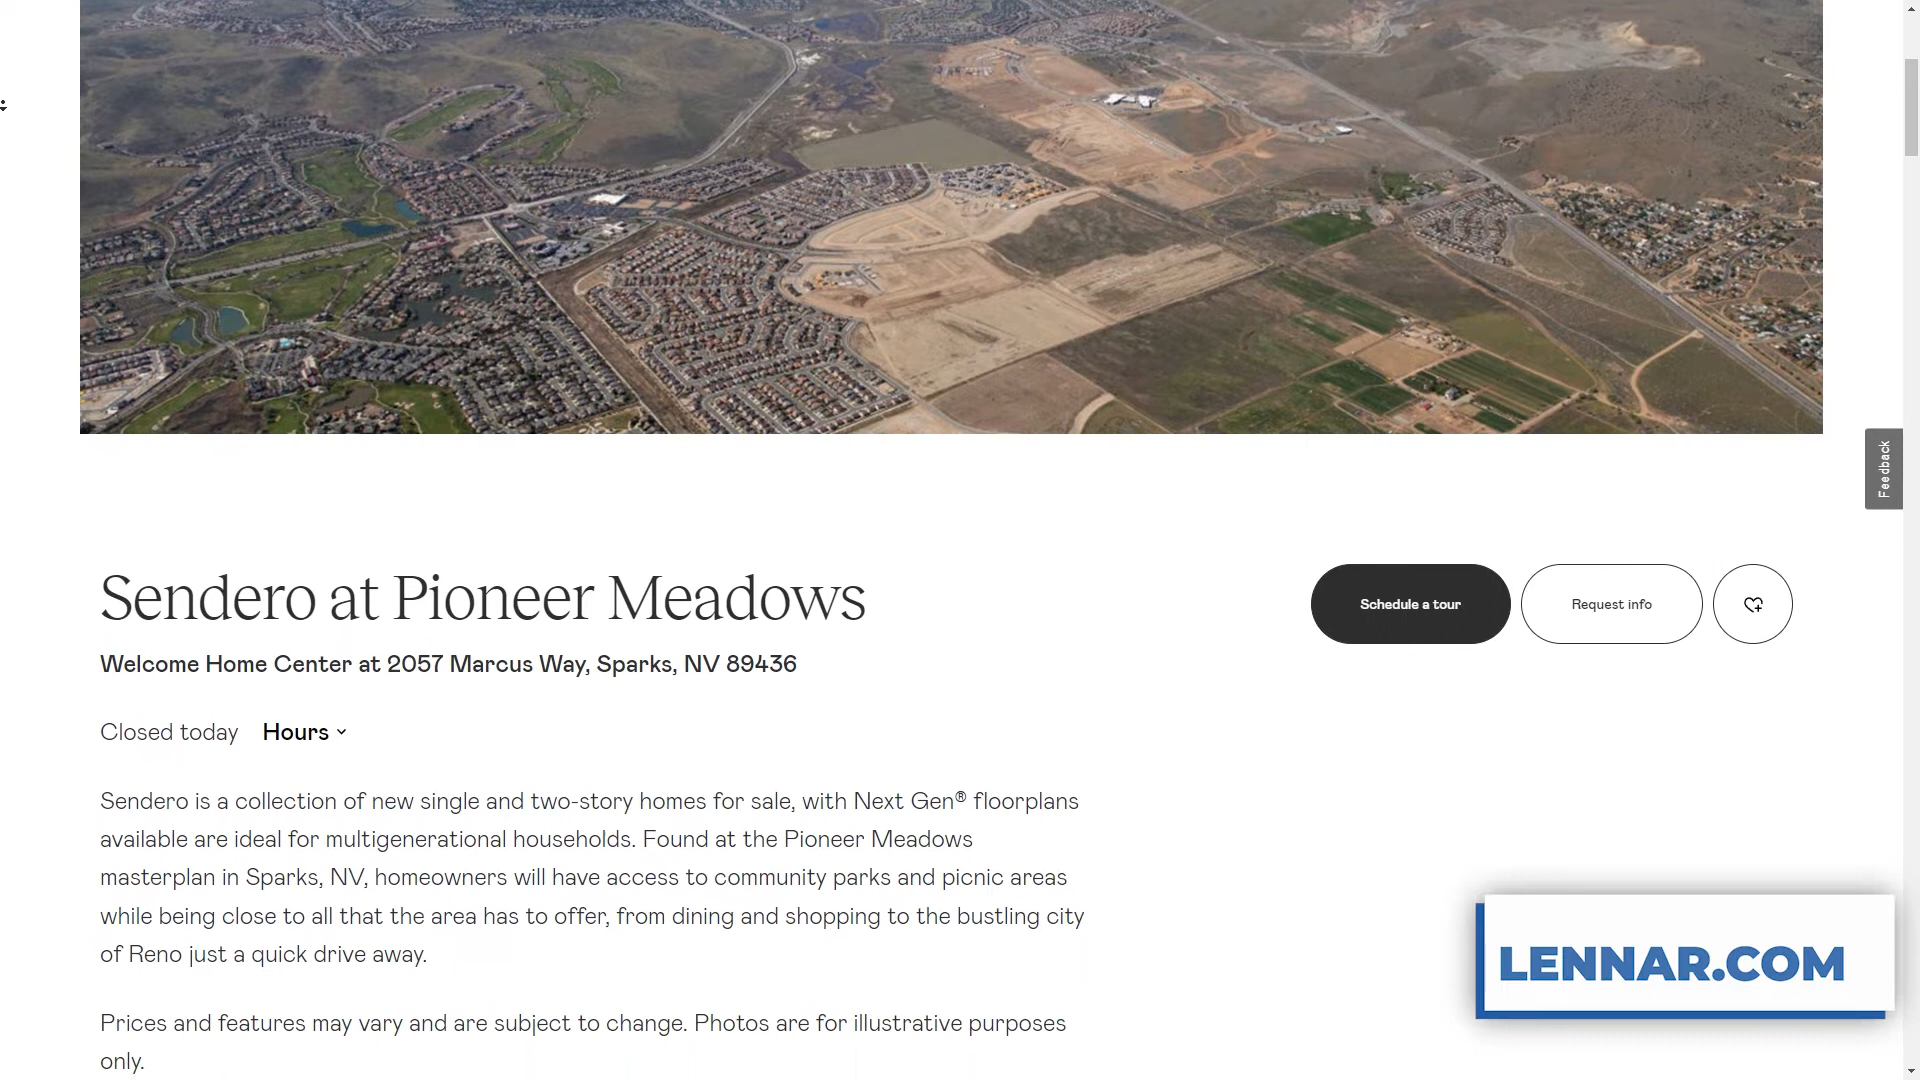 Feedback
Sendero at Pioneer Meadows
Schedule a tour
Request info
Welcome Home Center at 2057 Marcus Way, Sparks, NV 89436
Closed today
Hours
Sendero is a collection of new single and two-story homes for sale, with Next Gen® floorplans
available are ideal for multigenerational households. Found at the Pioneer Meadows
masterplan in Sparks, NV, homeowners will have access to community parks and picnic areas
while being close to all that the area has to offer, from dining and shopping to the bustling city
of Reno just a quick drive away.
LENNAR.COM
Prices and features may vary and are subject to change. Photos are for illustrative purposes
only.